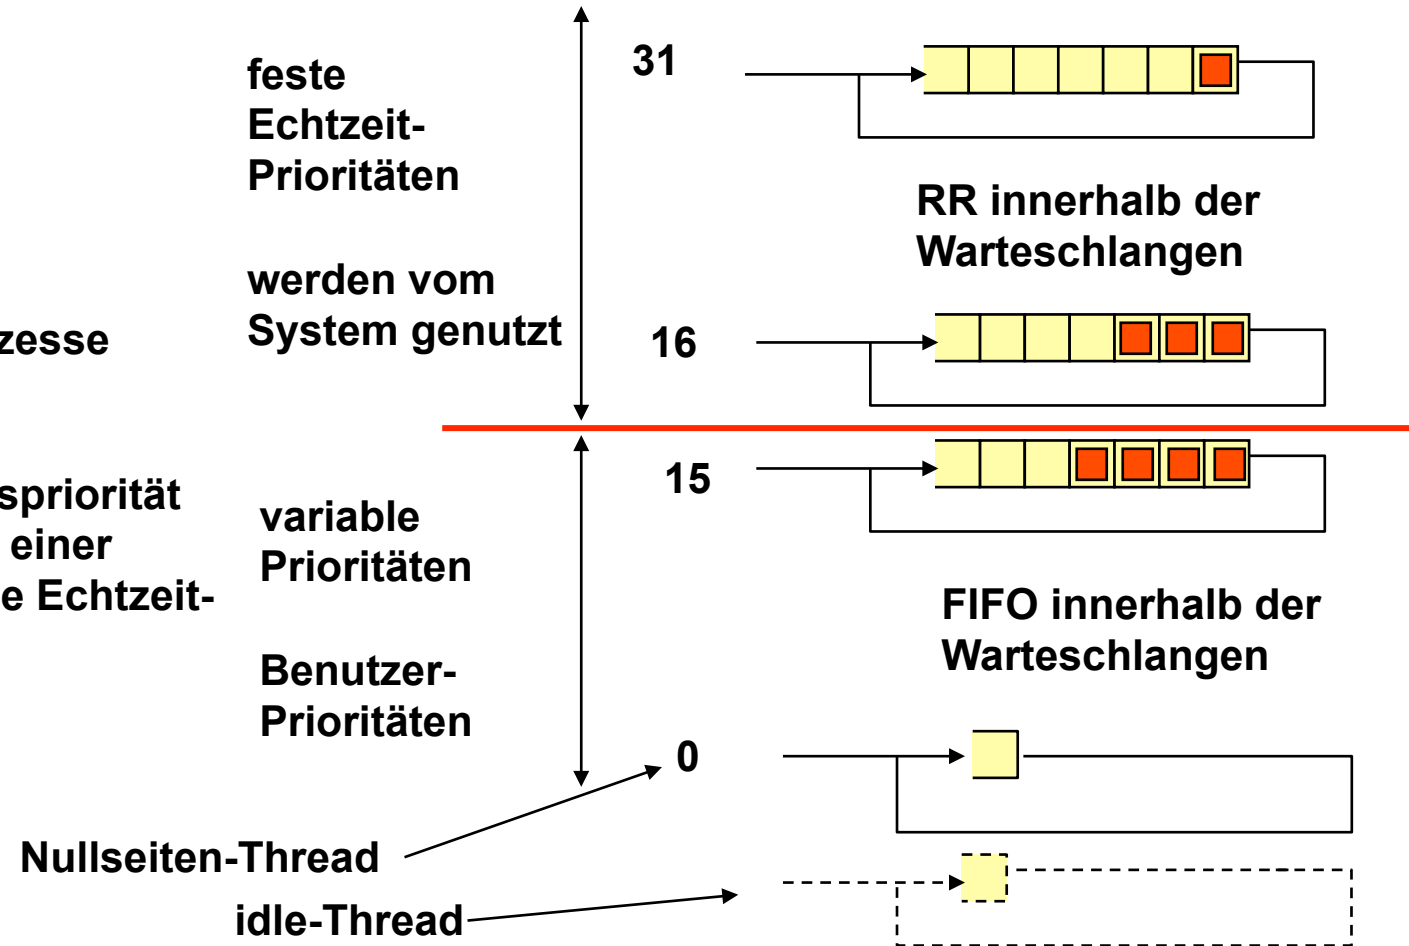 feste
Echtzeit-
Prioritäten
werden vom
System genutzt
zesse
31
RR innerhalb der
Warteschlangen
16
15
spriorität
einer
e Echtzeit-
variable
Prioritäten
Benutzer-
Prioritäten
FIFO innerhalb der
Warteschlangen
0
Nullseiten-Thread
idle-Thread